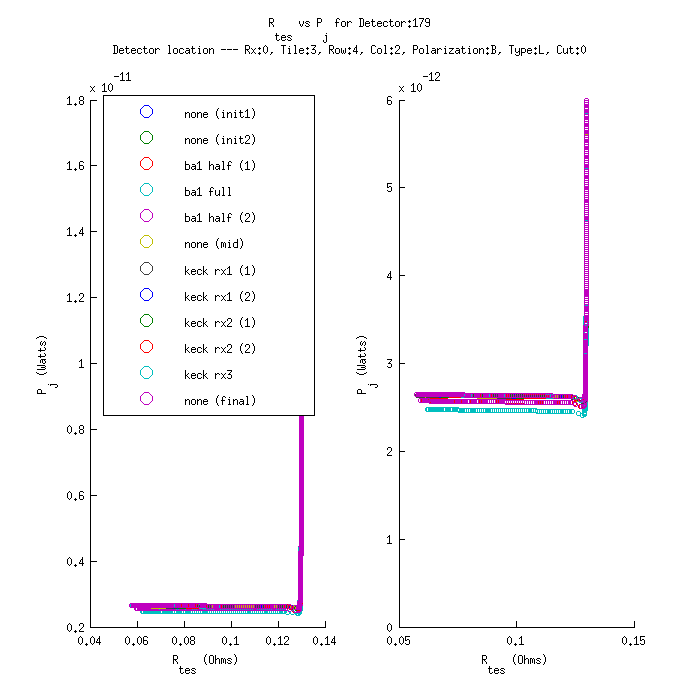 R tes vs P j for Detector:179
Detector location --- Rx:0, Tile:3, Row:4, Col:2, Polarization:B, Type:L, Cut:0
x 10^-11
1.8
1.6
1.4
1.2
1
0.8
0.6
0.4
0.2
P j (Watts)
none (init1)
none (init2)
ba1 half (1)
ba1 full
ba1 half (2)
none (mid)
keck rx1 (1)
keck rx1 (2)
keck rx2 (1)
keck rx2 (2)
keck rx3
none (final)
0.04 0.06 0.08 0.1 0.12 0.14
R tes (Ohms)
x 10^-12
6
5
4
3
2
1
0
P j (Watts)
0.05 0.1 0.15
R tes (Ohms)